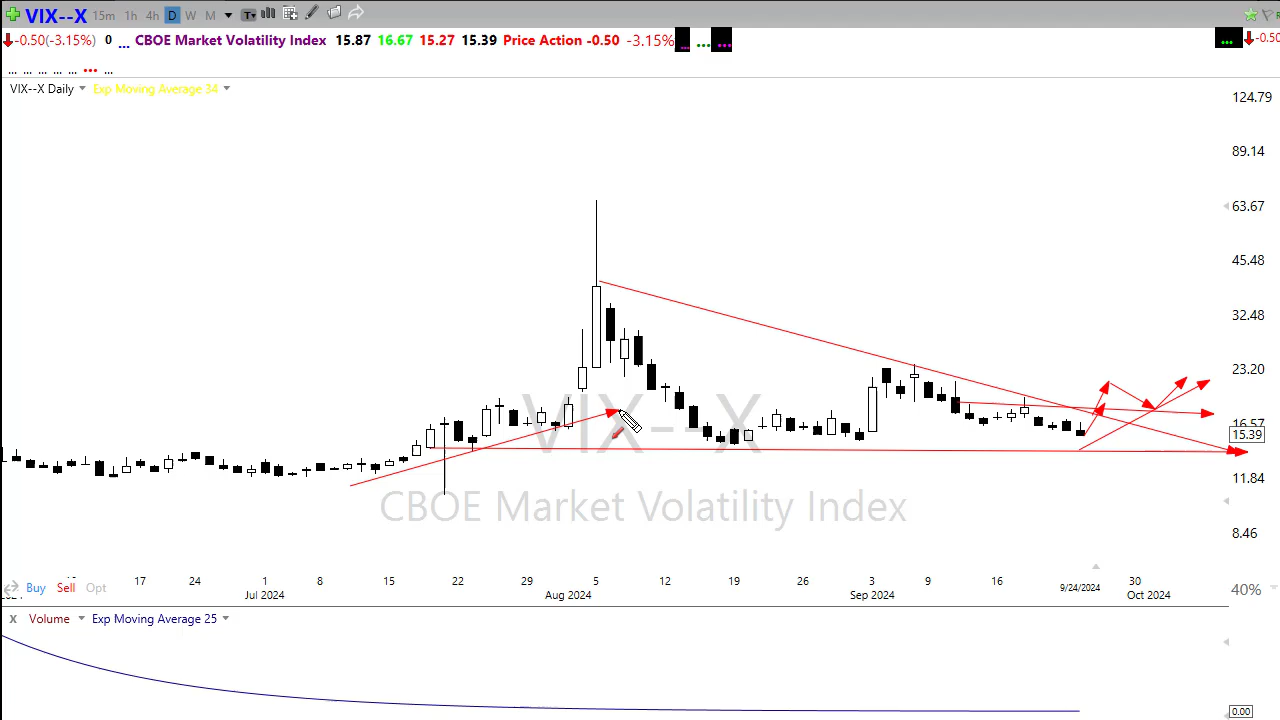 VIX--X 15m 1h 4h D W M T
-0.50(-3.15%) 0 ... CBOE Market Volatility Index 15.87 16.67 15.27 15.39 Price Action -0.50 -3.15% ... ... ... ... -0.50
... ... ... ... ... ... ...
VIX--X Daily Exp Moving Average 34
124.79
89.14
63.67
45.48
32.48
23.20
VIX--X
16.57
15.39
11.84
CBOE Market Volatility Index
8.46
17 24 1 8 15 22 29 5 12 19 26 3 9 16 30
Buy Sell Opt 9/24/2024 40%
Jul 2024 Aug 2024 Sep 2024 Oct 2024
X Volume Exp Moving Average 25
0.00